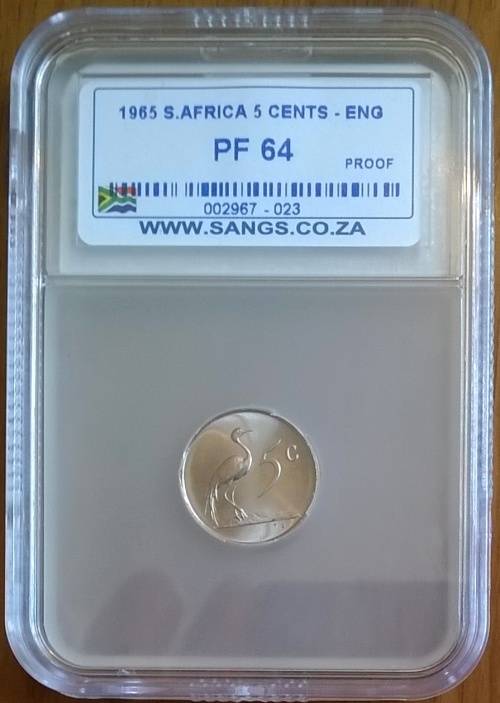 1965 S.AFRICA 5 CENTS - ENG
PF 64
PROOF
002967 - 023
WWW.SANGS.CO.ZA
5c